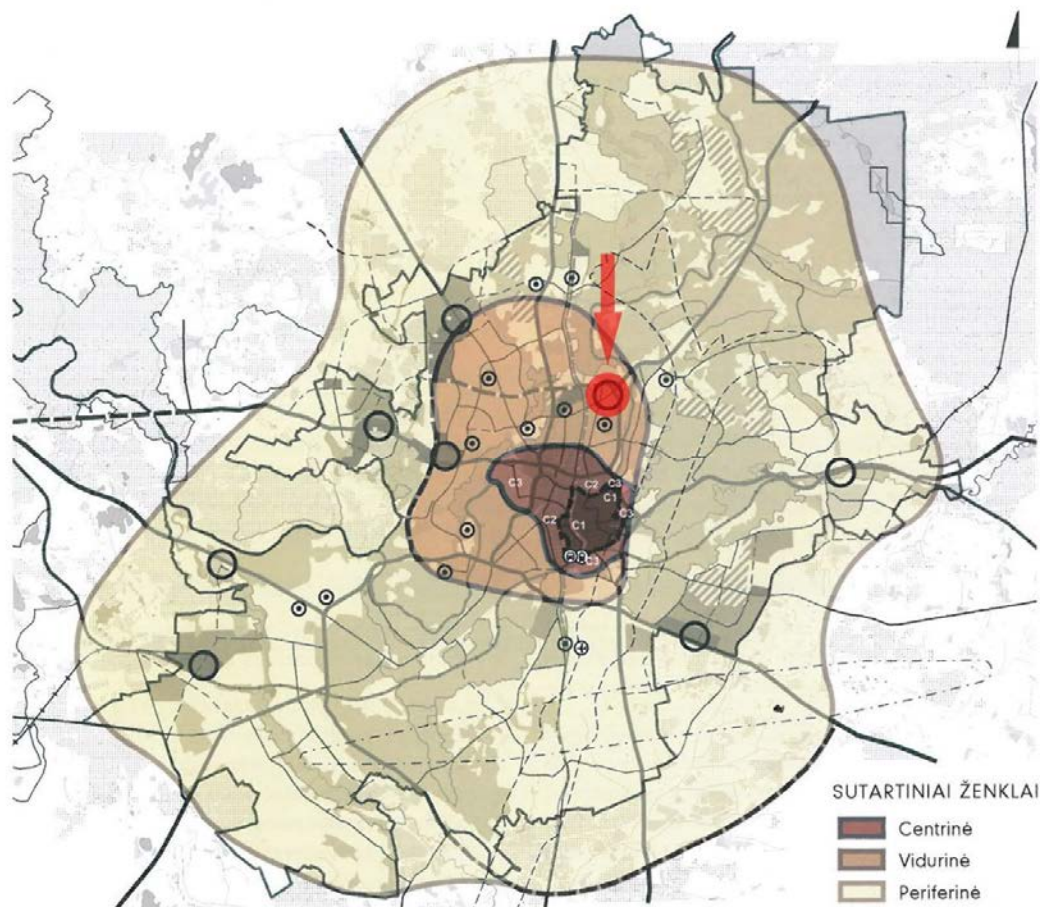 C3
C2
C3
C1
C3
C2
C1
C3
SUTARTINIAI ŽENKLAI
Centrinė
Vidurinė
Periferinė